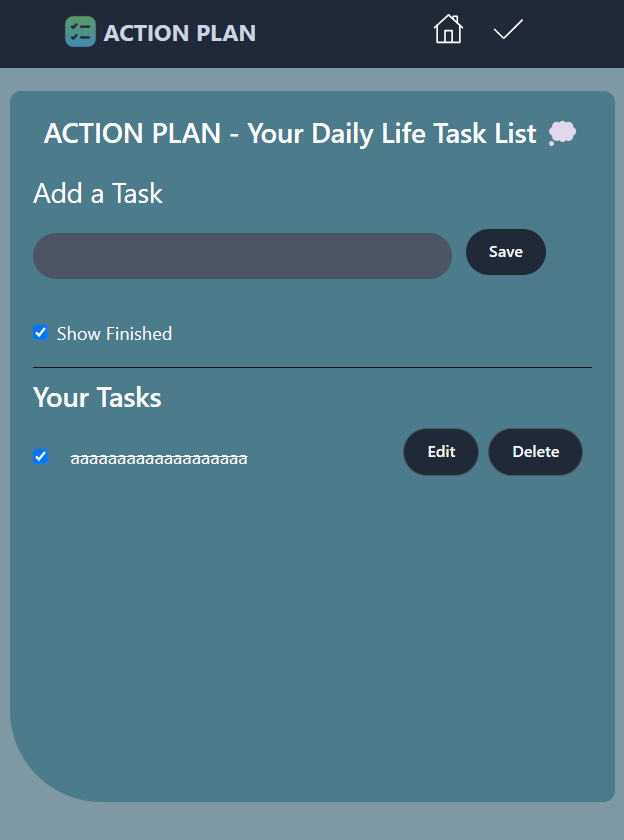 ACTION PLAN
ACTION PLAN - Your Daily Life Task List 💭
Add a Task
Save
Show Finished
Your Tasks
aaaaaaaaaaaaaaaaaaa
Edit
Delete